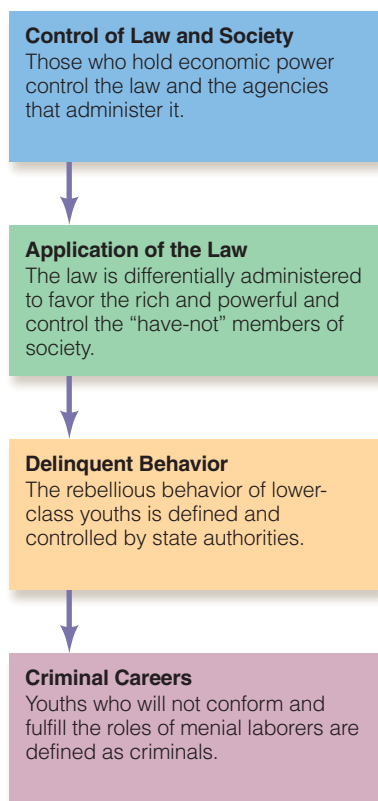 Control of Law and Society
Those who hold economic power
control the law and the agencies
that administer it.
Application of the Law
The law is differentially administered
to favor the rich and powerful and
control the “have-not” members of
society.
Delinquent Behavior
The rebellious behavior of lower-
class youths is defined and
controlled by state authorities.
Criminal Careers
Youths who will not conform and
fulfill the roles of menial laborers are
defined as criminals.